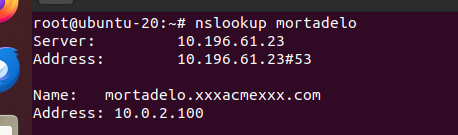 root@ubuntu-20:~# nslookup mortadelo
Server:         10.196.61.23
Address:        10.196.61.23#53

Name:   mortadelo.xxxacmexxx.com
Address: 10.0.2.100